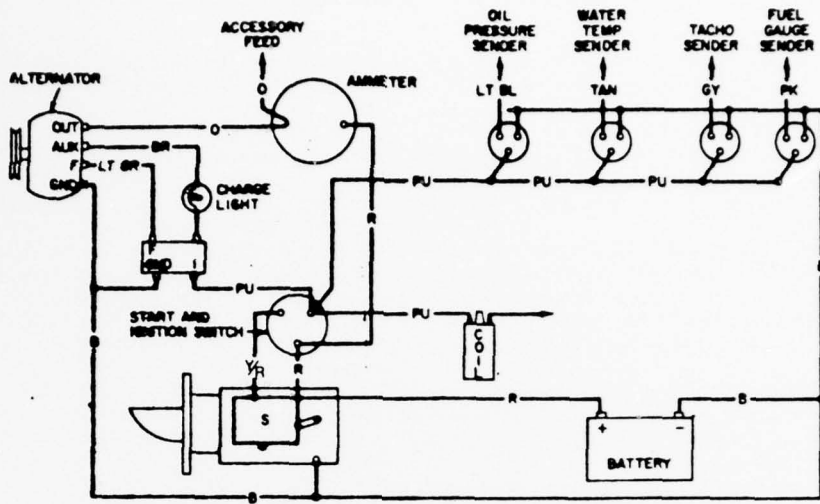 OIL PRESSURE SENDER
WATER TEMP SENDER
TACHO SENDER
FUEL GAUGE SENDER
ACCESSORY FEED
AMMETER
ALTERNATOR
LT BL
TAN
GY
PK
O
OUT
O
AUX
BR
F
LT BR
GND
CHARGE LIGHT
PU
PU
PU
PU
R
F
GND
I
PU
START AND IGNITION SWITCH
PU
COIL
B
Y/R
R
S
R
B
+
-
BATTERY
B